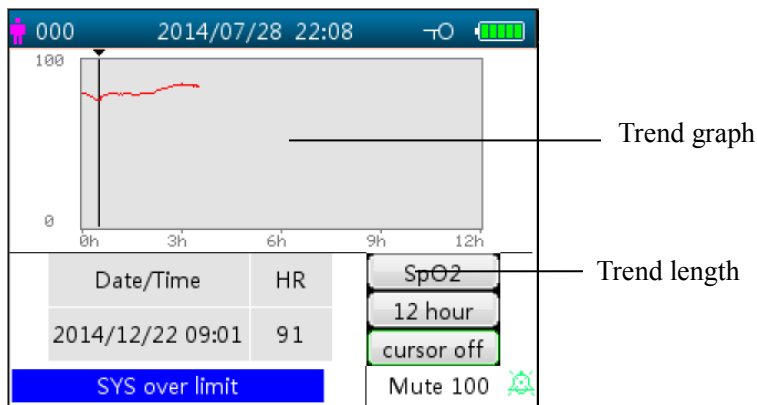 000 2014/07/28 22:08
100
Trend graph
0
0h 3h 6h 9h 12h
Date/Time HR SpO2 Trend length
12 hour
2014/12/22 09:01 91
cursor off
SYS over limit Mute 100